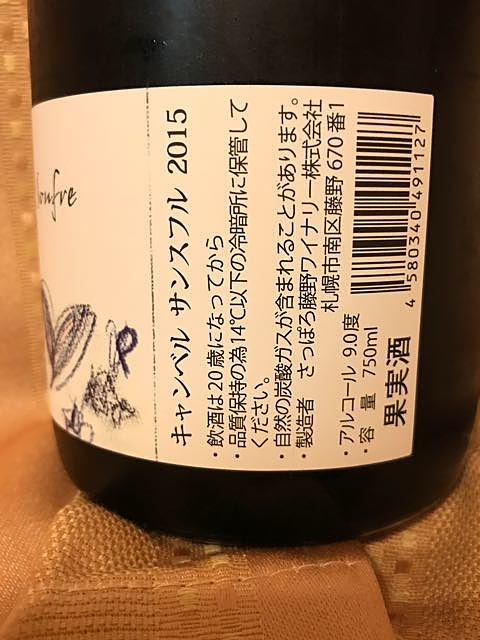 キャンベル サンスフル 2015
・飲酒は20歳になってから
・品質保持の為14℃以下の冷暗所に保管して
ください。
・自然の炭酸ガスが含まれることがあります。
・製造者 さっぽろ藤野ワイナリー株式会社
札幌市南区藤野670番1
・アルコール 9.0度
・容 量 750ml
果実酒
4 580340 491127